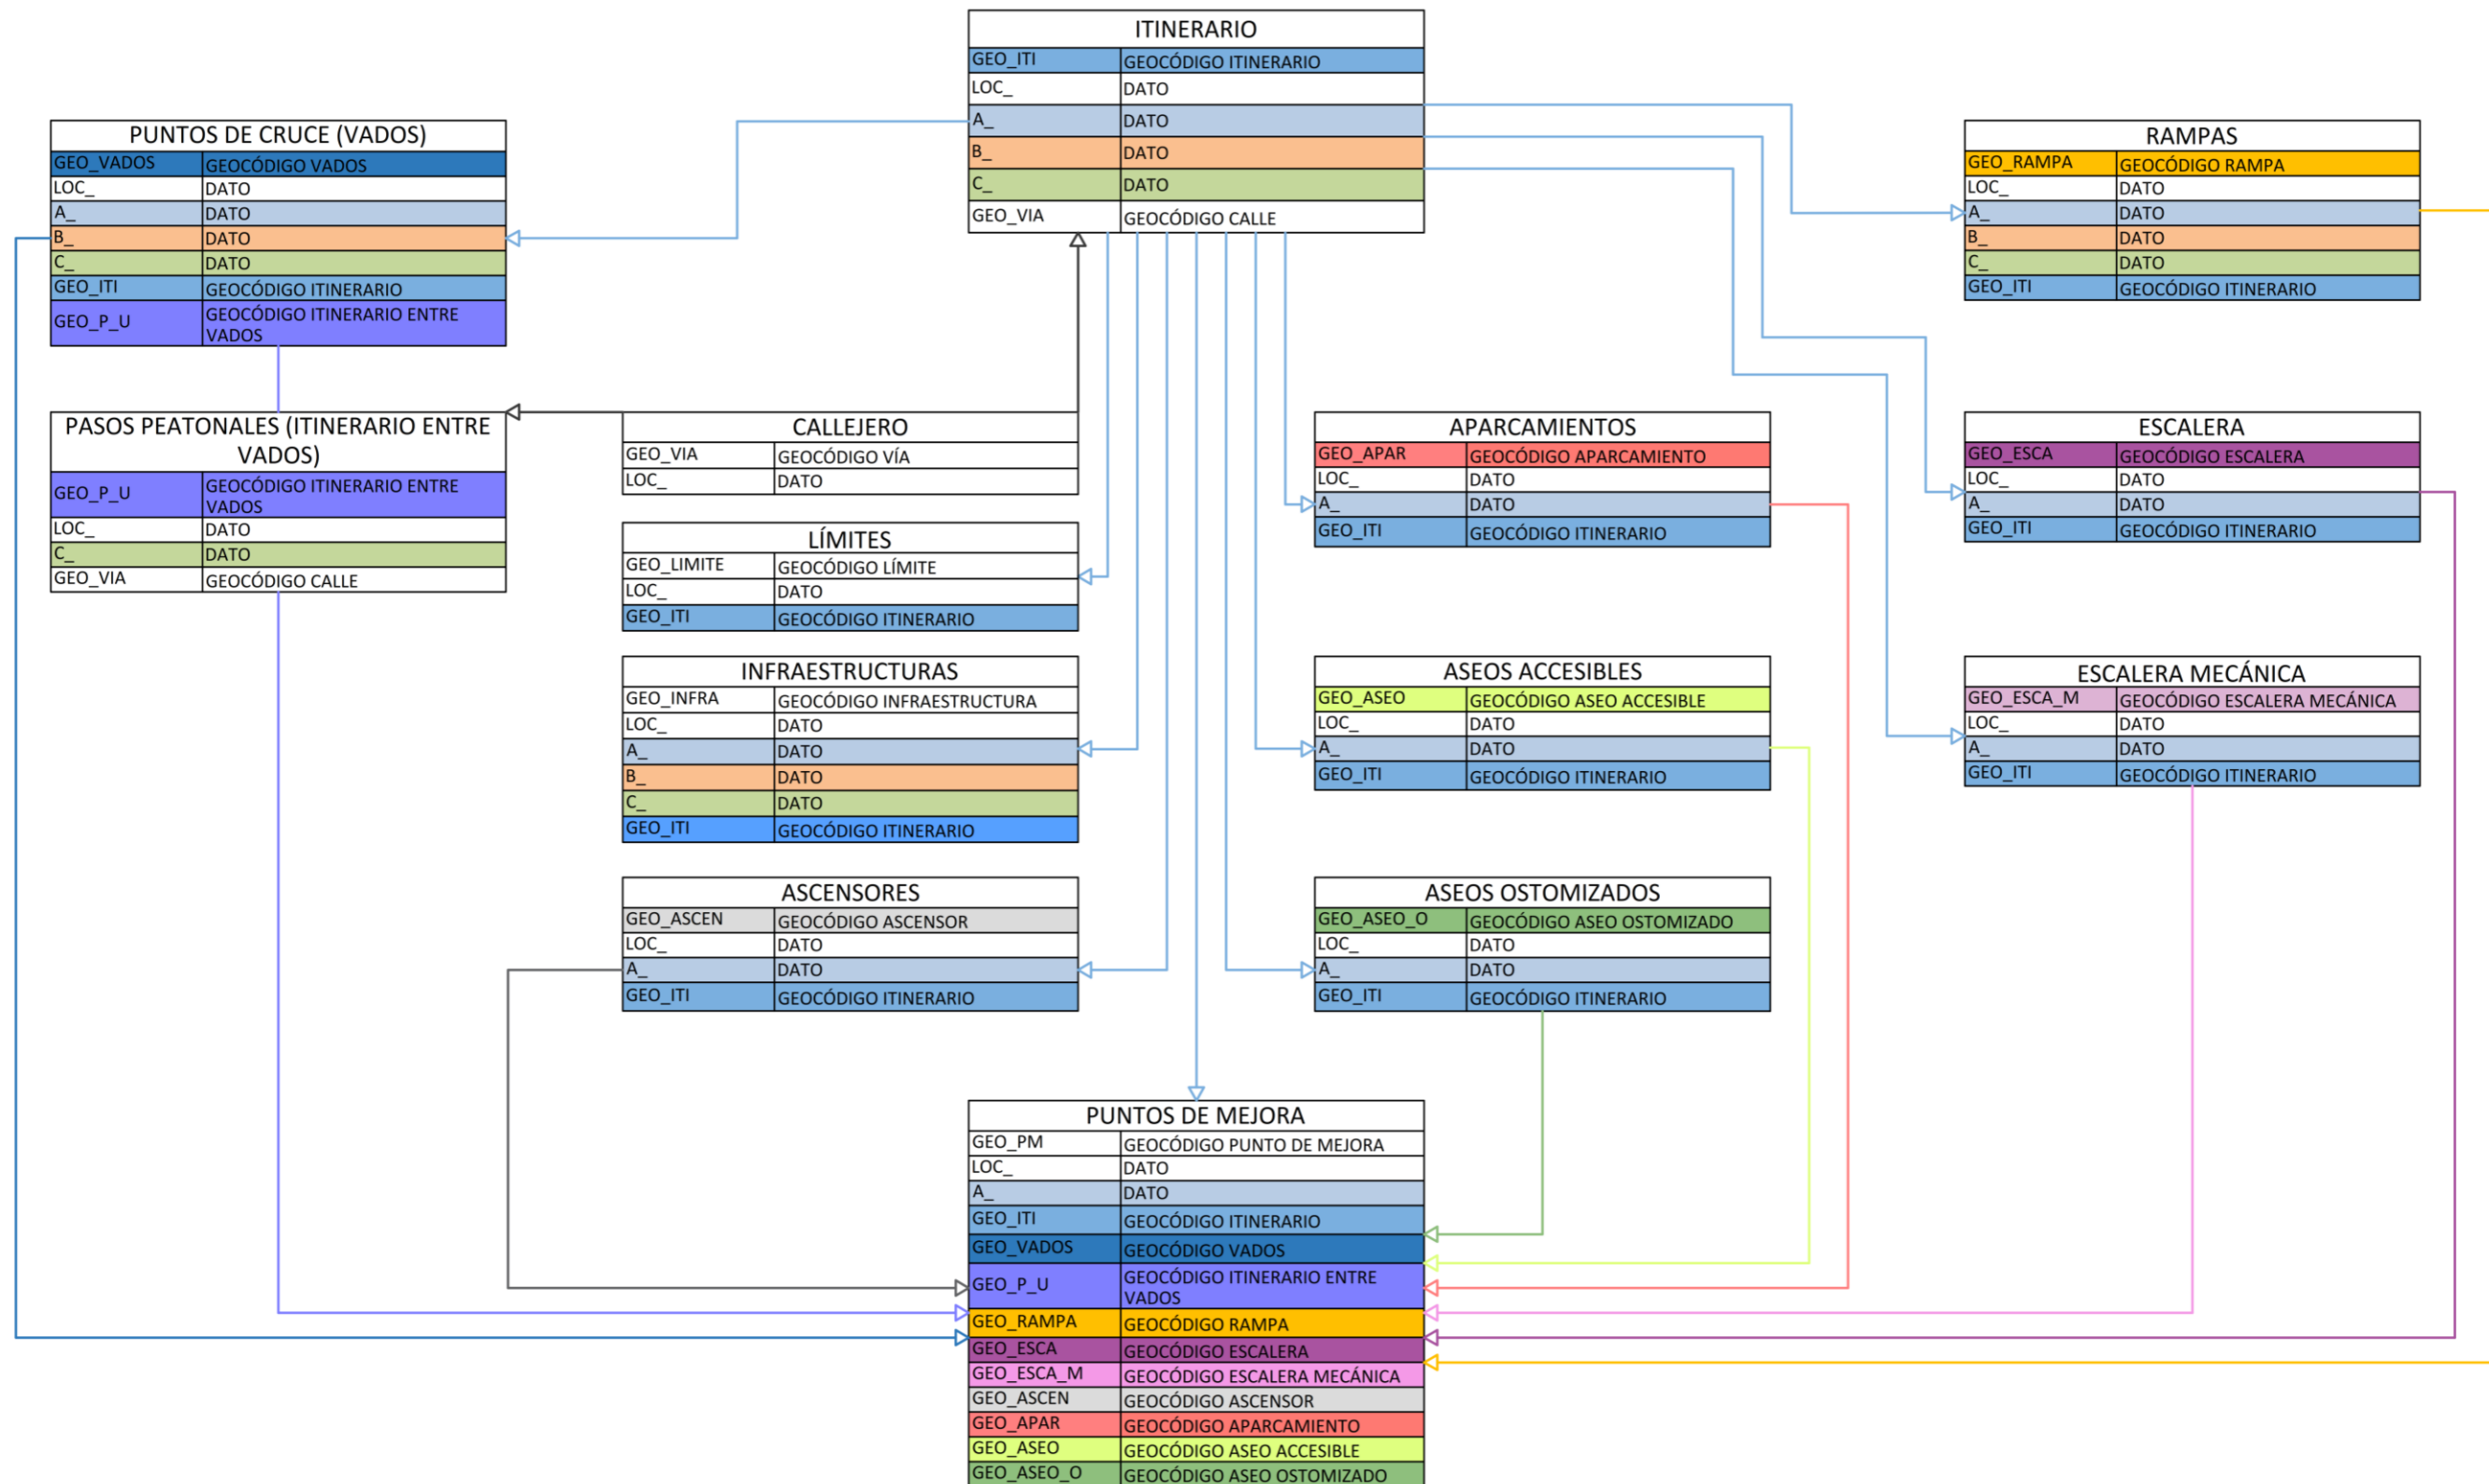 ITINERARIO
GEO_ITI GEOCÓDIGO ITINERARIO
LOC_ DATO
A_ DATO
B_ DATO
C_ DATO
GEO_VIA GEOCÓDIGO CALLE
PUNTOS DE CRUCE (VADOS)
GEO_VADOS GEOCÓDIGO VADOS
LOC_ DATO
A_ DATO
B_ DATO
C_ DATO
GEO_ITI GEOCÓDIGO ITINERARIO
GEO_P_U GEOCÓDIGO ITINERARIO ENTRE
VADOS
RAMPAS
GEO_RAMPA GEOCÓDIGO RAMPA
LOC_ DATO
A_ DATO
B_ DATO
C_ DATO
GEO_ITI GEOCÓDIGO ITINERARIO
PASOS PEATONALES (ITINERARIO ENTRE
VADOS)
GEO_P_U GEOCÓDIGO ITINERARIO ENTRE
VADOS
LOC_ DATO
C_ DATO
GEO_VIA GEOCÓDIGO CALLE
CALLEJERO
GEO_VIA GEOCÓDIGO VÍA
LOC_ DATO
APARCAMIENTOS
GEO_APAR GEOCÓDIGO APARCAMIENTO
LOC_ DATO
A_ DATO
GEO_ITI GEOCÓDIGO ITINERARIO
ESCALERA
GEO_ESCA GEOCÓDIGO ESCALERA
LOC_ DATO
A_ DATO
GEO_ITI GEOCÓDIGO ITINERARIO
LÍMITES
GEO_LIMITE GEOCÓDIGO LÍMITE
LOC_ DATO
GEO_ITI GEOCÓDIGO ITINERARIO
INFRAESTRUCTURAS
GEO_INFRA GEOCÓDIGO INFRAESTRUCTURA
LOC_ DATO
A_ DATO
B_ DATO
C_ DATO
GEO_ITI GEOCÓDIGO ITINERARIO
ASEOS ACCESIBLES
GEO_ASEO GEOCÓDIGO ASEO ACCESIBLE
LOC_ DATO
A_ DATO
GEO_ITI GEOCÓDIGO ITINERARIO
ESCALERA MECÁNICA
GEO_ESCA_M GEOCÓDIGO ESCALERA MECÁNICA
LOC_ DATO
A_ DATO
GEO_ITI GEOCÓDIGO ITINERARIO
ASCENSORES
GEO_ASCEN GEOCÓDIGO ASCENSOR
LOC_ DATO
A_ DATO
GEO_ITI GEOCÓDIGO ITINERARIO
ASEOS OSTOMIZADOS
GEO_ASEO_O GEOCÓDIGO ASEO OSTOMIZADO
LOC_ DATO
A_ DATO
GEO_ITI GEOCÓDIGO ITINERARIO
PUNTOS DE MEJORA
GEO_PM GEOCÓDIGO PUNTO DE MEJORA
LOC_ DATO
A_ DATO
GEO_ITI GEOCÓDIGO ITINERARIO
GEO_VADOS GEOCÓDIGO VADOS
GEO_P_U GEOCÓDIGO ITINERARIO ENTRE
VADOS
GEO_RAMPA GEOCÓDIGO RAMPA
GEO_ESCA GEOCÓDIGO ESCALERA
GEO_ESCA_M GEOCÓDIGO ESCALERA MECÁNICA
GEO_ASCEN GEOCÓDIGO ASCENSOR
GEO_APAR GEOCÓDIGO APARCAMIENTO
GEO_ASEO GEOCÓDIGO ASEO ACCESIBLE
GEO_ASEO_O GEOCÓDIGO ASEO OSTOMIZADO